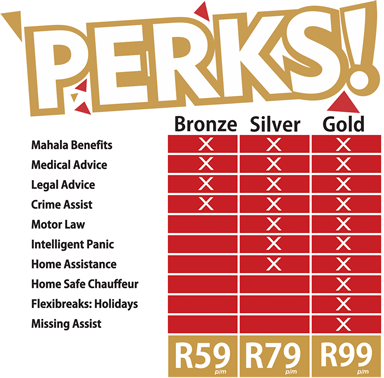 PERKS!
Bronze Silver Gold
Mahala Benefits X X X
Medical Advice X X X
Legal Advice X X X
Crime Assist X X X
Motor Law X X
Intelligent Panic X X
Home Assistance X X
Home Safe Chauffeur X
Flexibreaks: Holidays X
Missing Assist X
R59 R79 R99
p/m p/m p/m